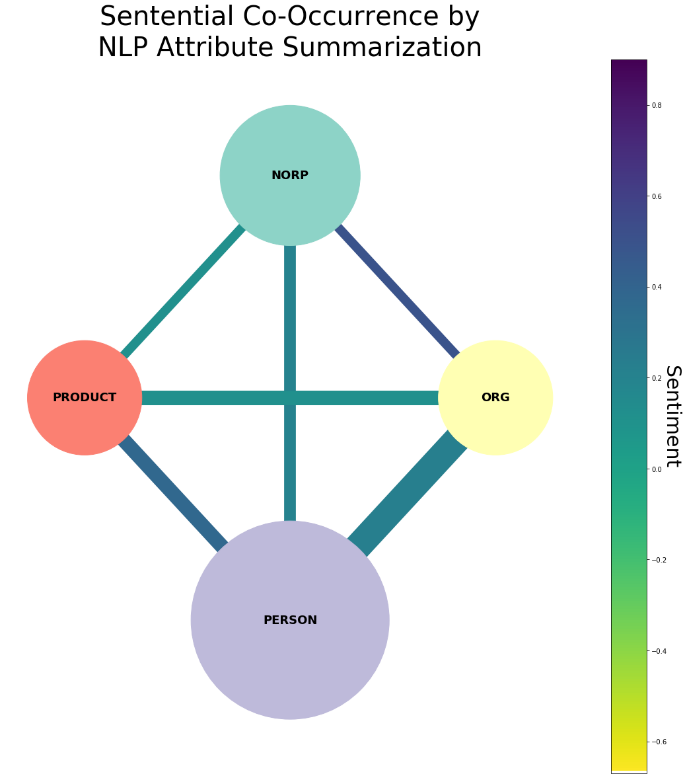 Sentential Co-Occurrence by
NLP Attribute Summarization
NORP
PRODUCT
ORG
PERSON
0.8
0.6
0.4
0.2
0.0
−0.2
−0.4
−0.6
Sentiment